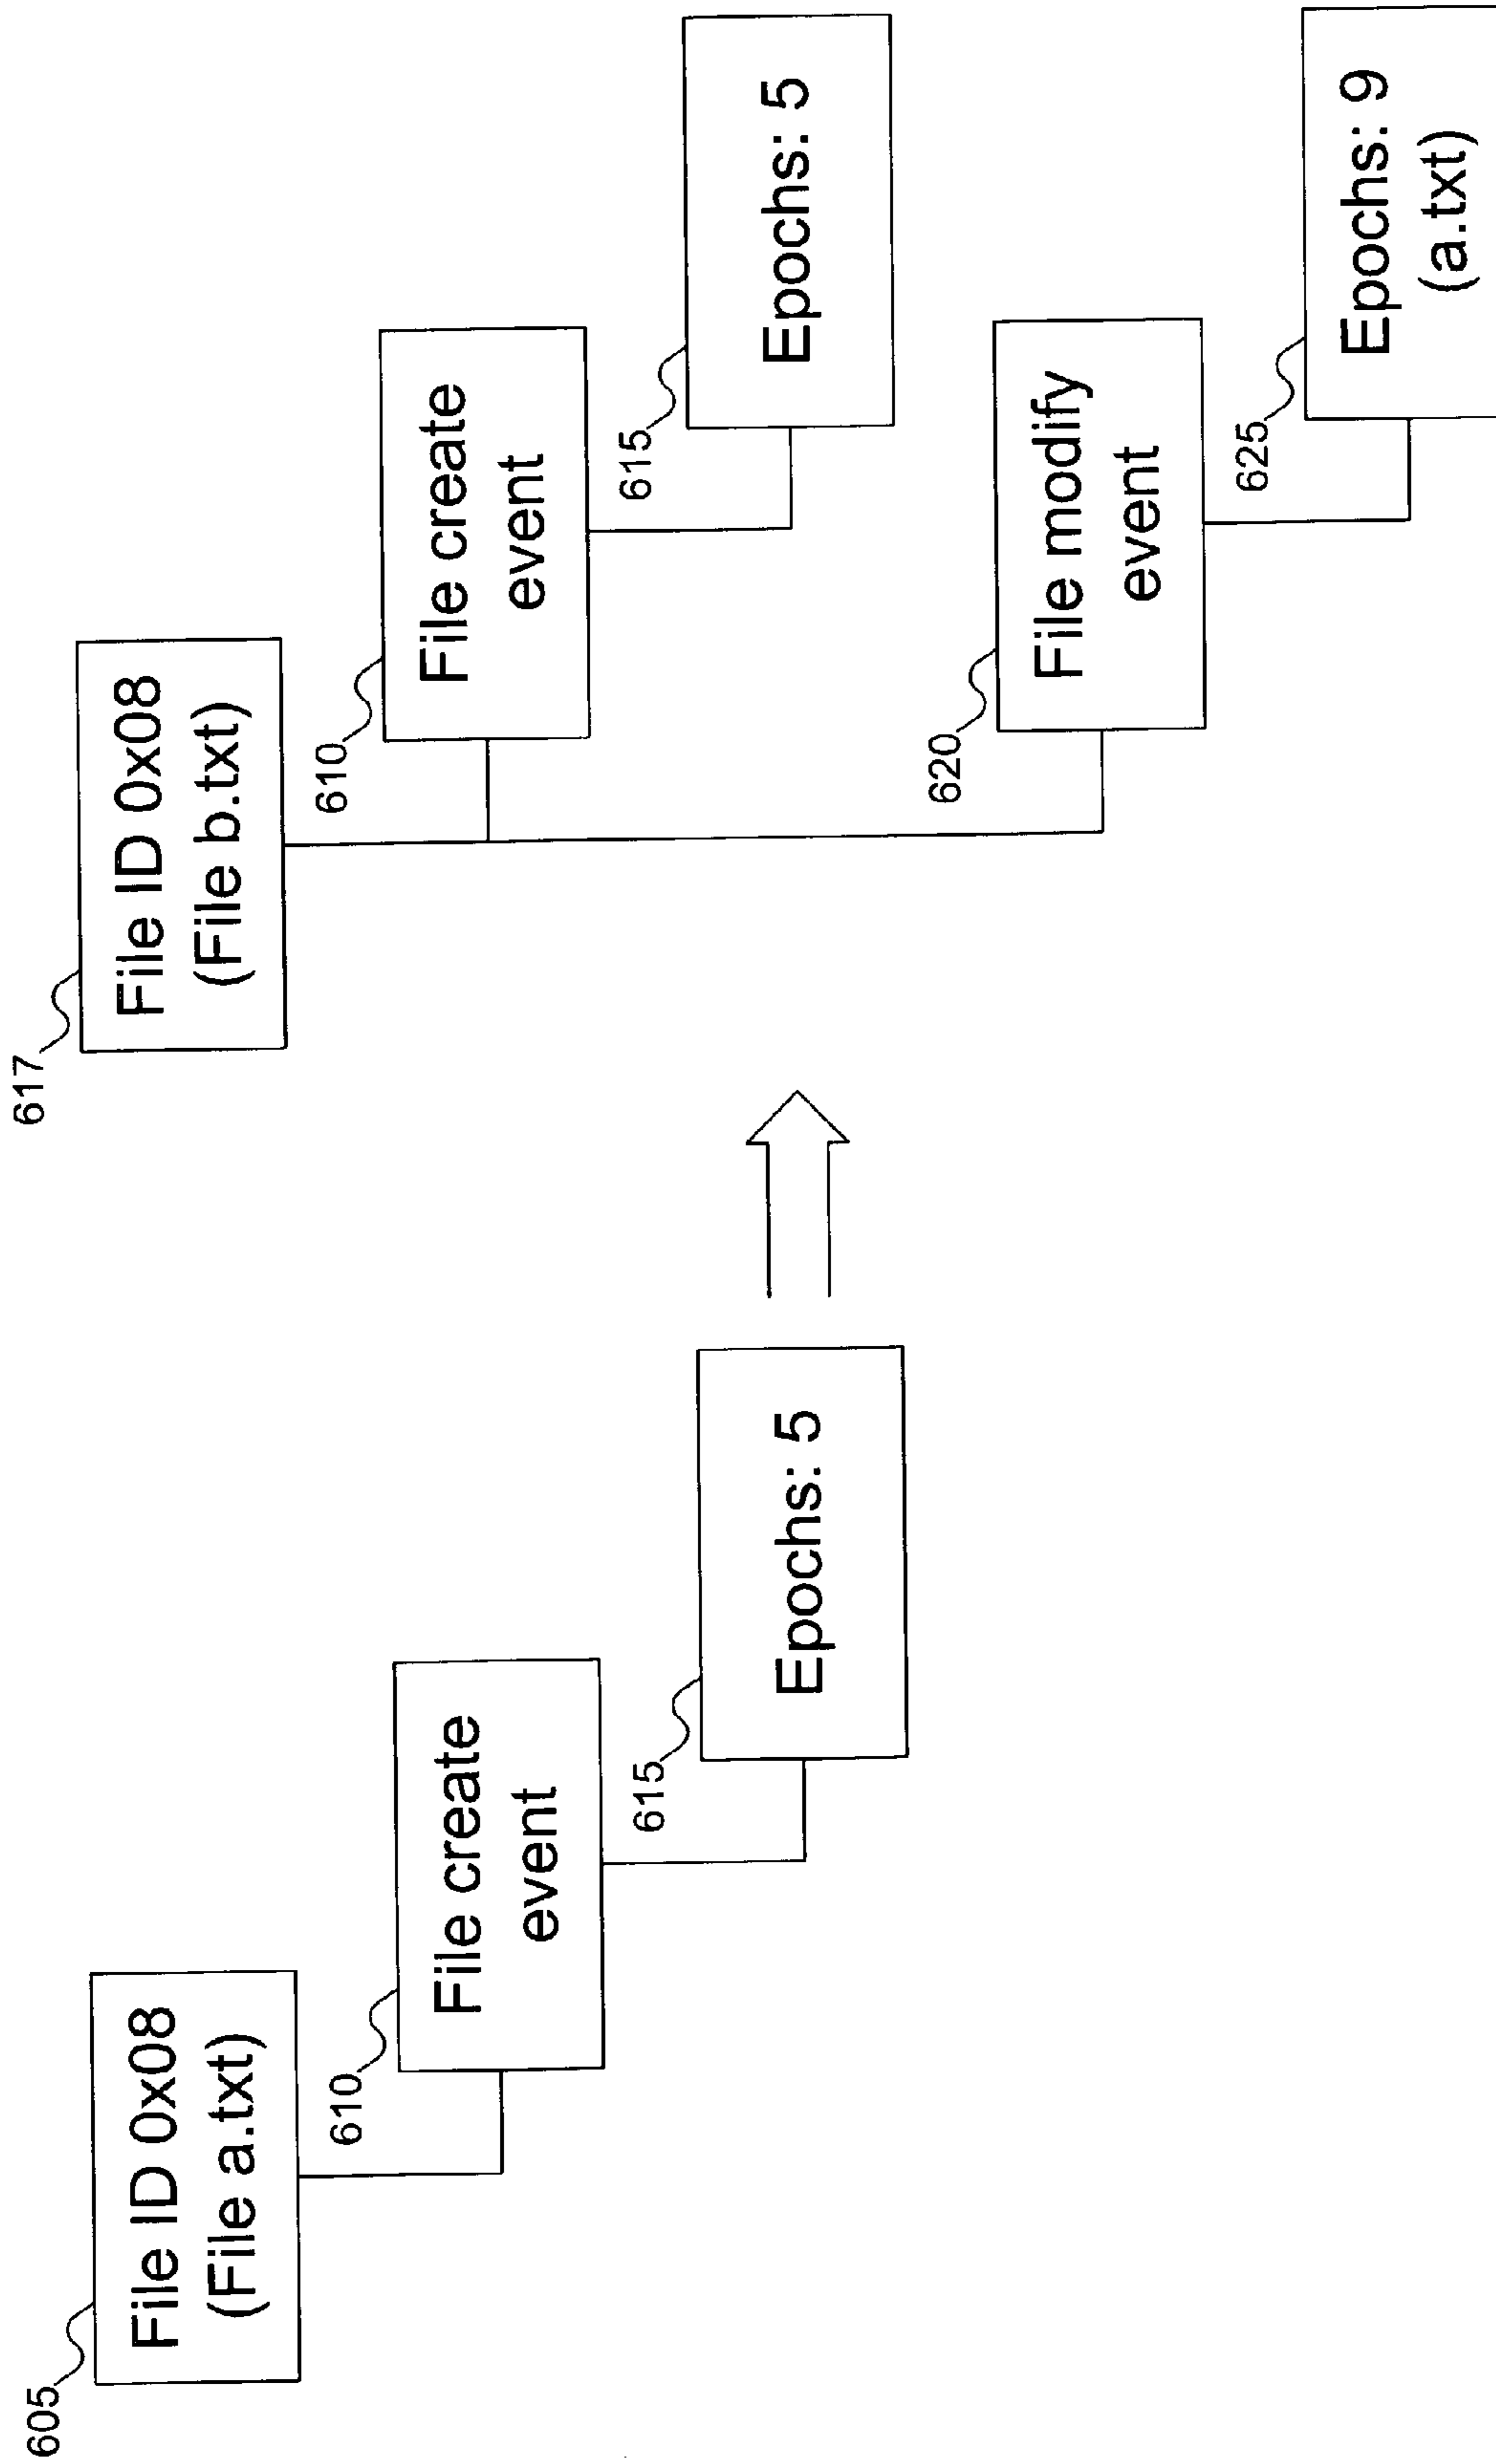 605
File ID 0x08
(File a.txt)
610
File create
event
615
Epochs: 5
617
File ID 0x08
(File b.txt)
610
File create
event
615
Epochs: 5
620
File modify
event
625
Epochs: 9
(a.txt)